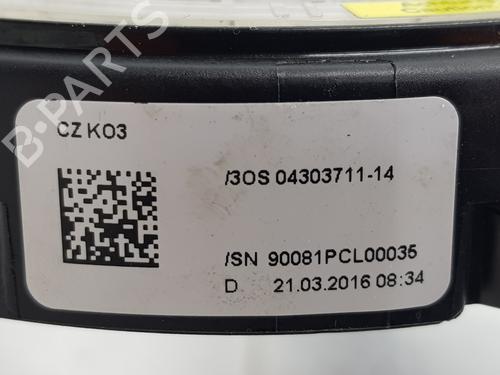 CZ K03
/3OS 04303711-14
/SN 90081PCL00035
D 21.03.2016 08:34
B-PARTS